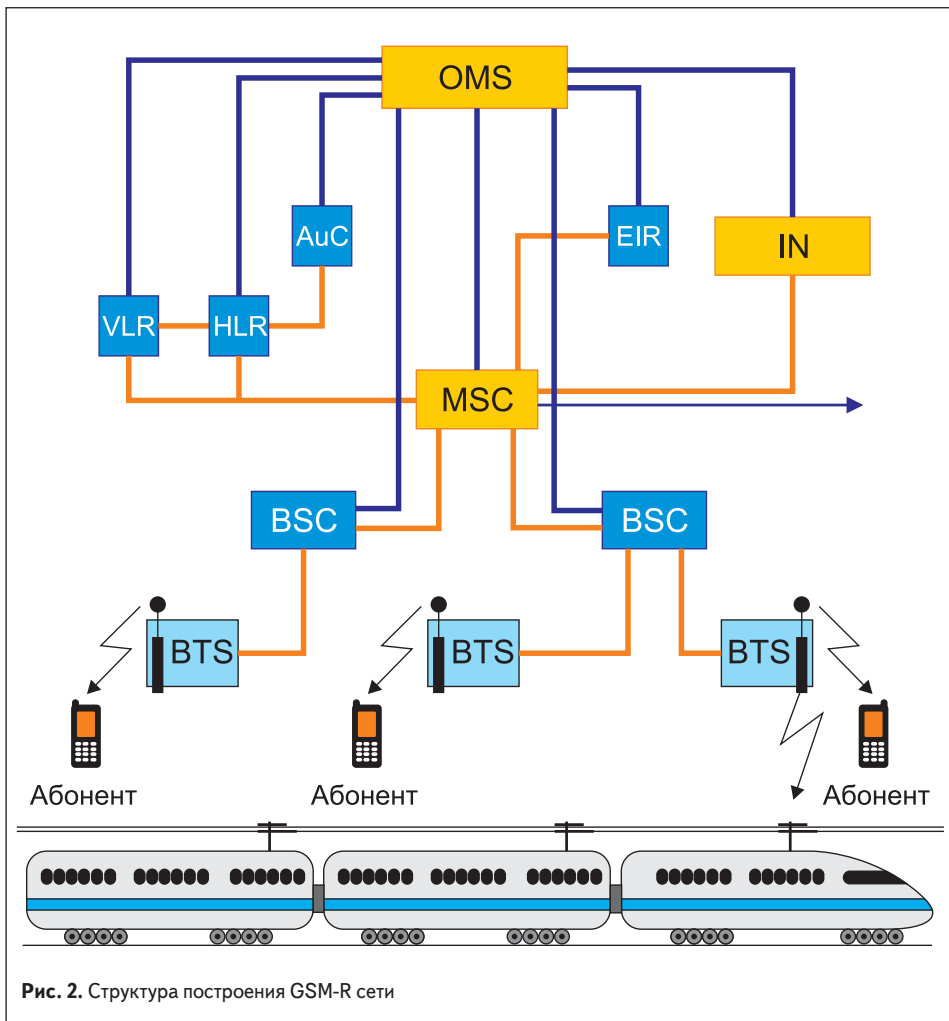 OMS
AuC
EIR
IN
VLR
HLR
MSC
BSC
BSC
BTS
BTS
BTS
Абонент
Абонент
Абонент
Рис. 2. Структура построения GSM-R сети